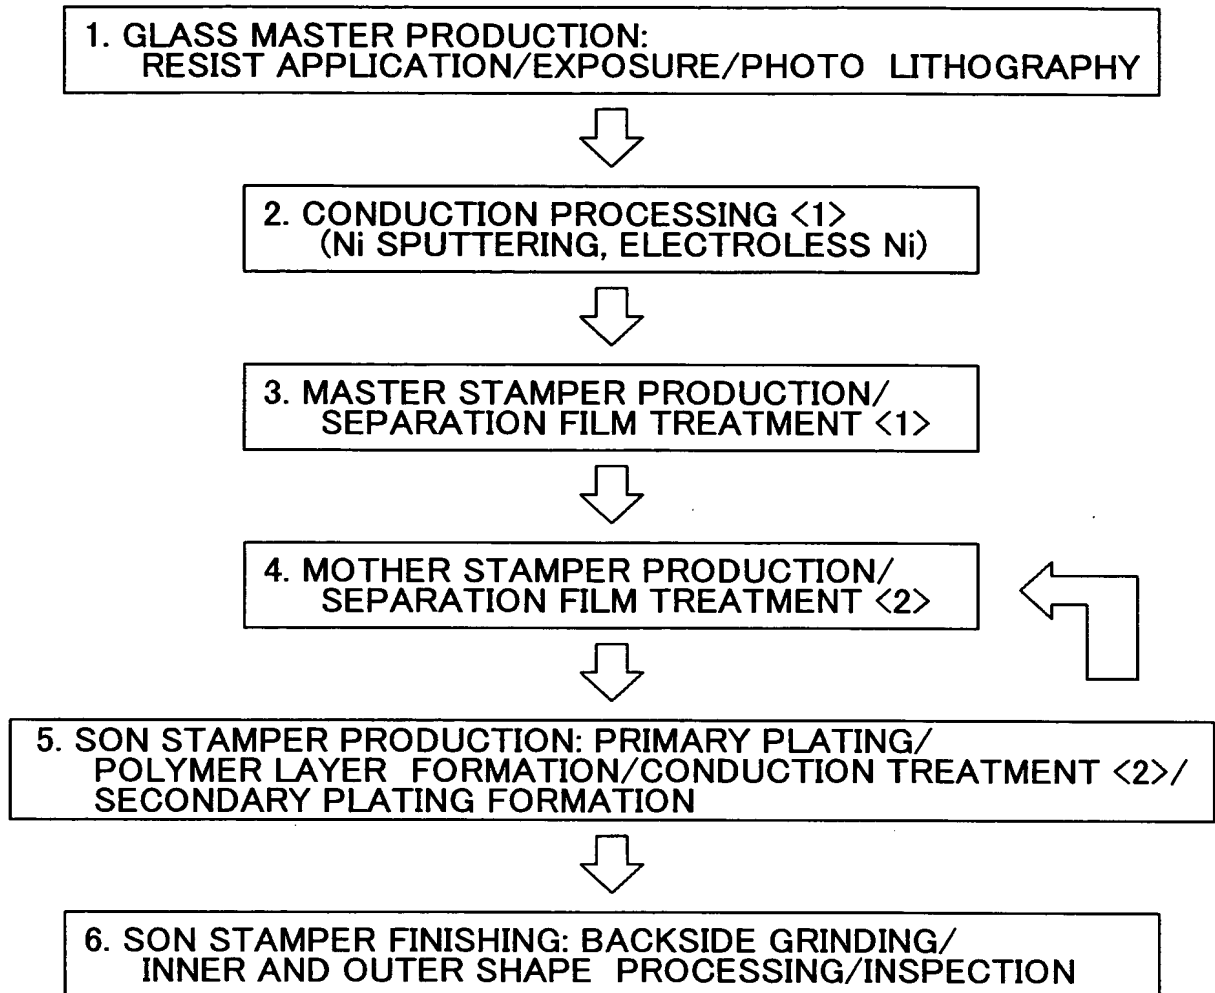 1. GLASS MASTER PRODUCTION:
RESIST APPLICATION/EXPOSURE/PHOTO LITHOGRAPHY
2. CONDUCTION PROCESSING <1>
(Ni SPUTTERING, ELECTROLESS Ni)
3. MASTER STAMPER PRODUCTION/
SEPARATION FILM TREATMENT <1>
4. MOTHER STAMPER PRODUCTION/
SEPARATION FILM TREATMENT <2>
5. SON STAMPER PRODUCTION: PRIMARY PLATING/
POLYMER LAYER FORMATION/CONDUCTION TREATMENT <2>/
SECONDARY PLATING FORMATION
6. SON STAMPER FINISHING: BACKSIDE GRINDING/
INNER AND OUTER SHAPE PROCESSING/INSPECTION